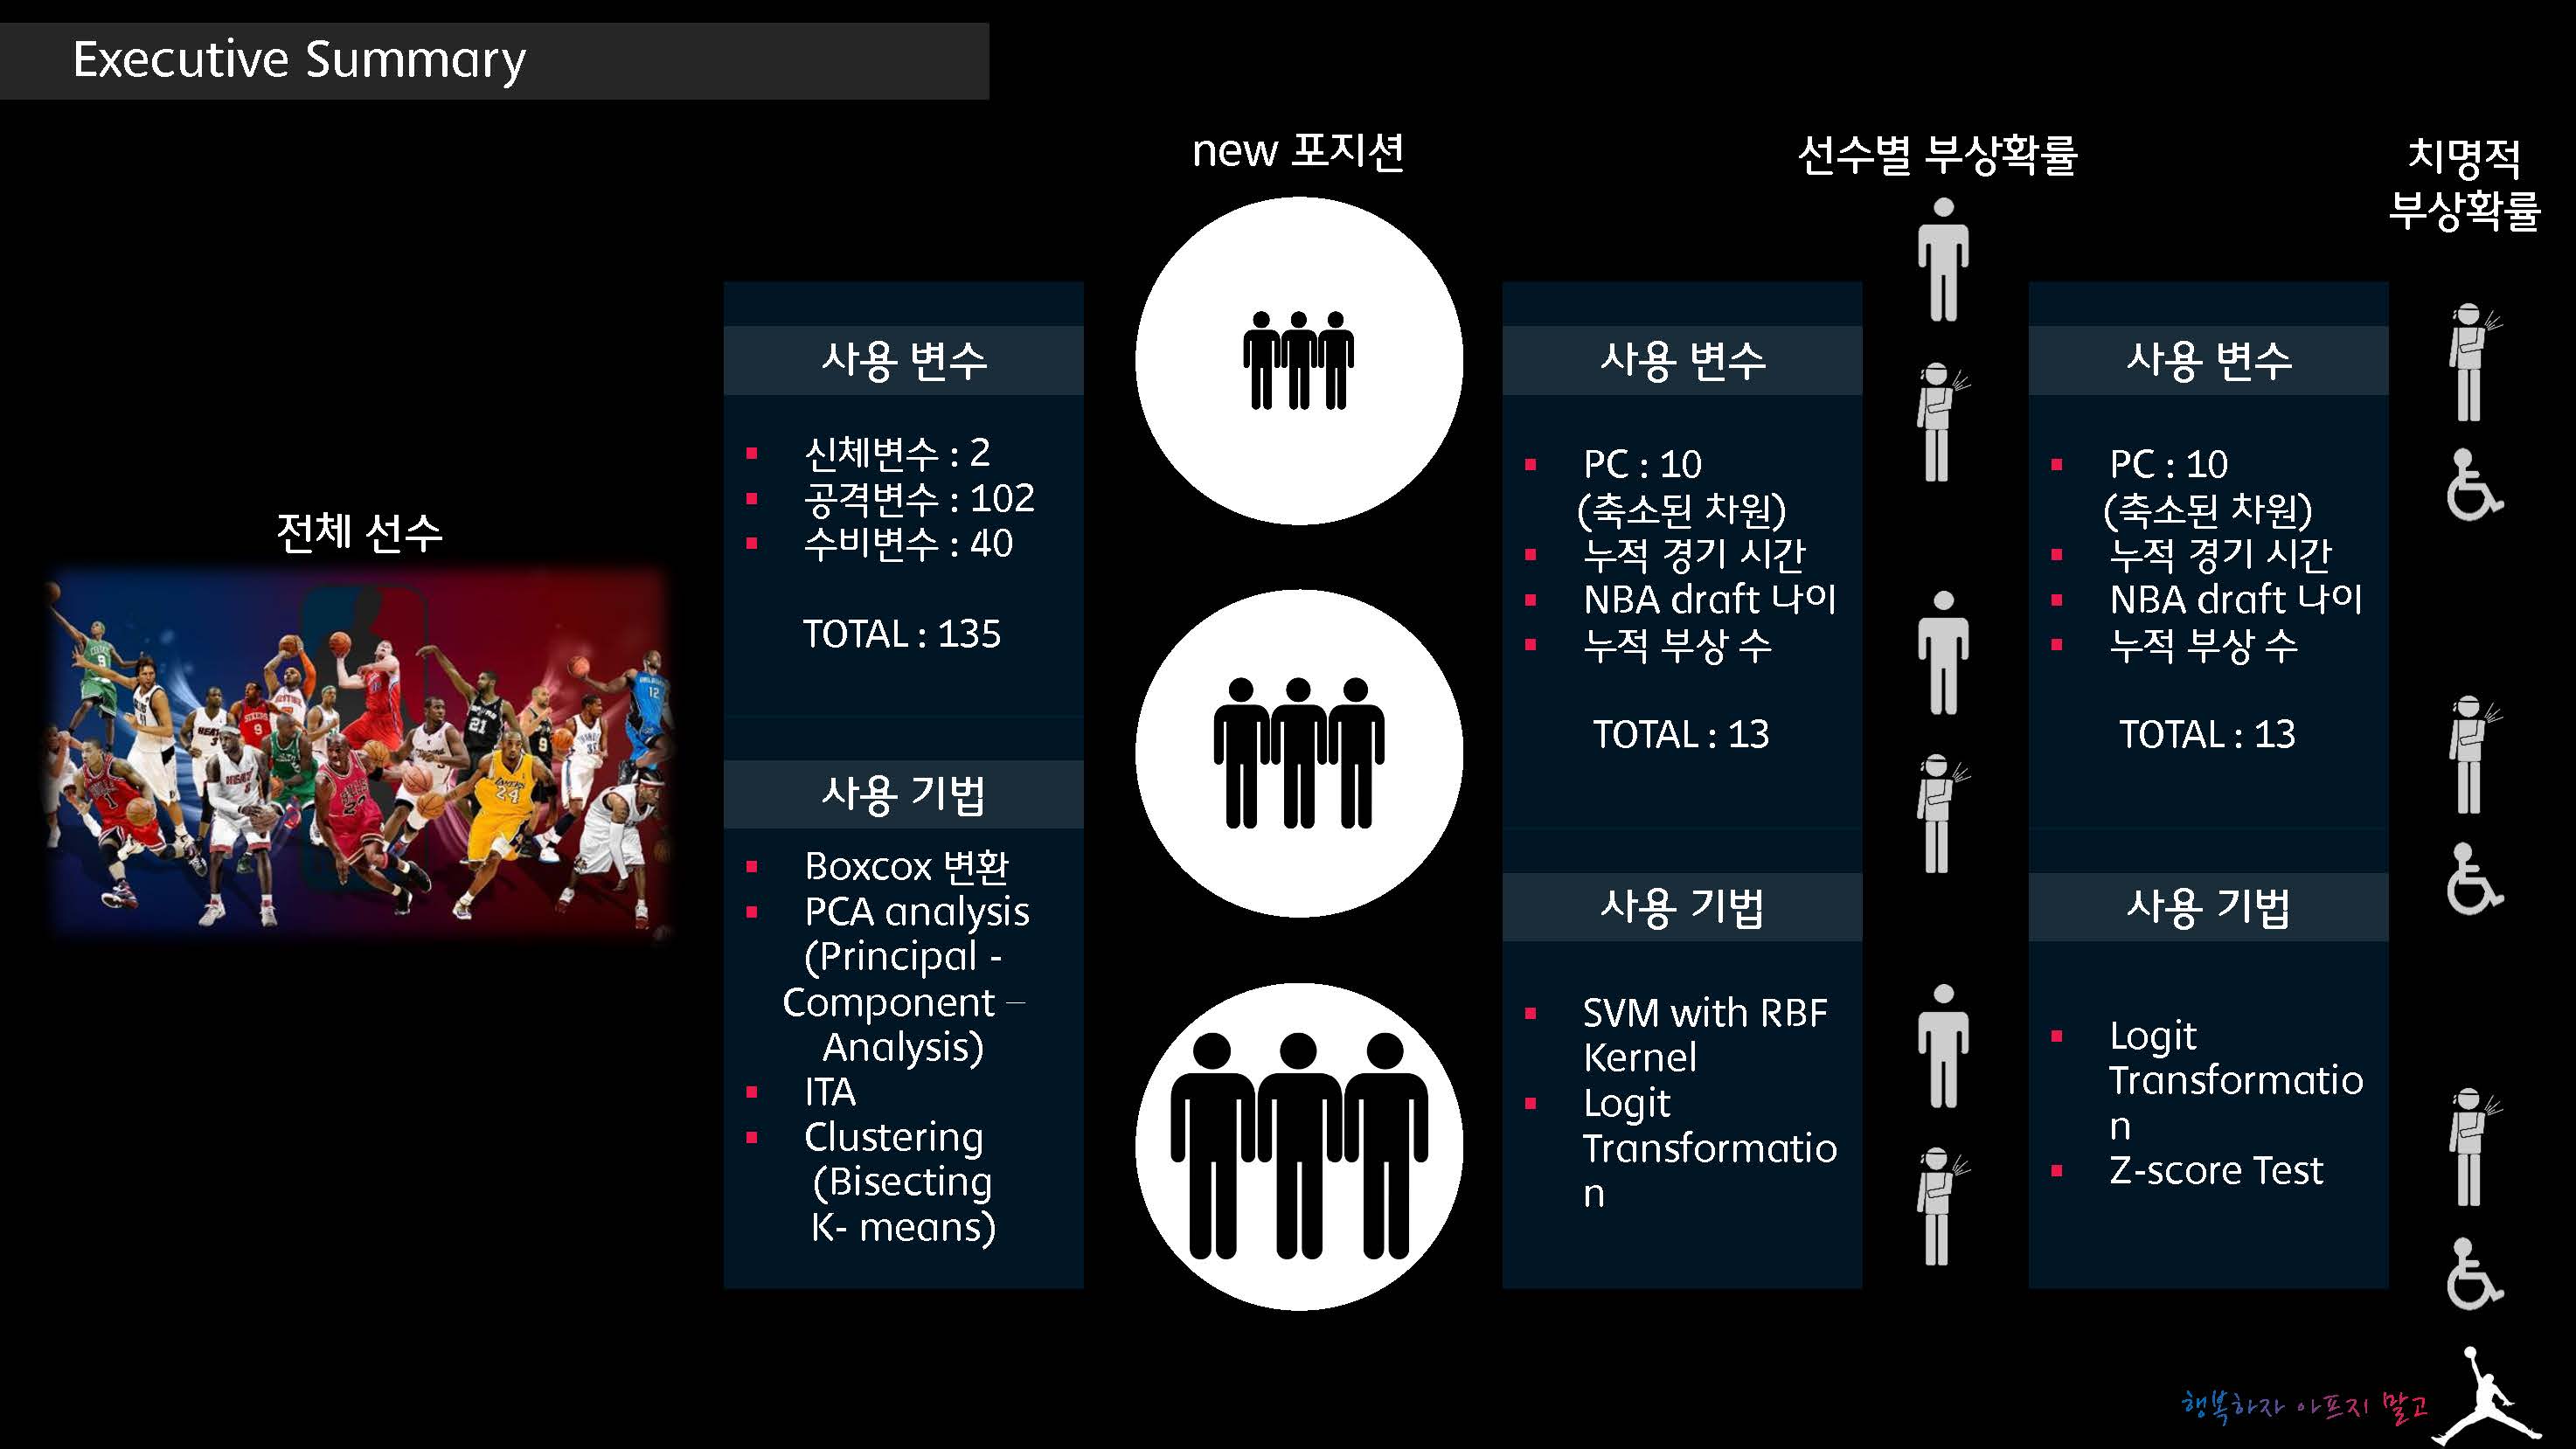 Executive Summary
전체 선수
사용 변수
신체변수 : 2
공격변수 : 102
수비변수 : 40
TOTAL : 135
사용 기법
Boxcox 변환
PCA analysis
(Principal -
Component –
Analysis)
ITA
Clustering
(Bisecting
K- means)
new 포지션
선수별 부상확률
사용 변수
PC : 10
(축소된 차원)
누적 경기 시간
NBA draft 나이
누적 부상 수
TOTAL : 13
사용 기법
SVM with RBF
Kernel
Logit
Transformatio
n
치명적
부상확률
사용 변수
PC : 10
(축소된 차원)
누적 경기 시간
NBA draft 나이
누적 부상 수
TOTAL : 13
사용 기법
Logit
Transformatio
n
Z-score Test
행복하자 아프지 말고